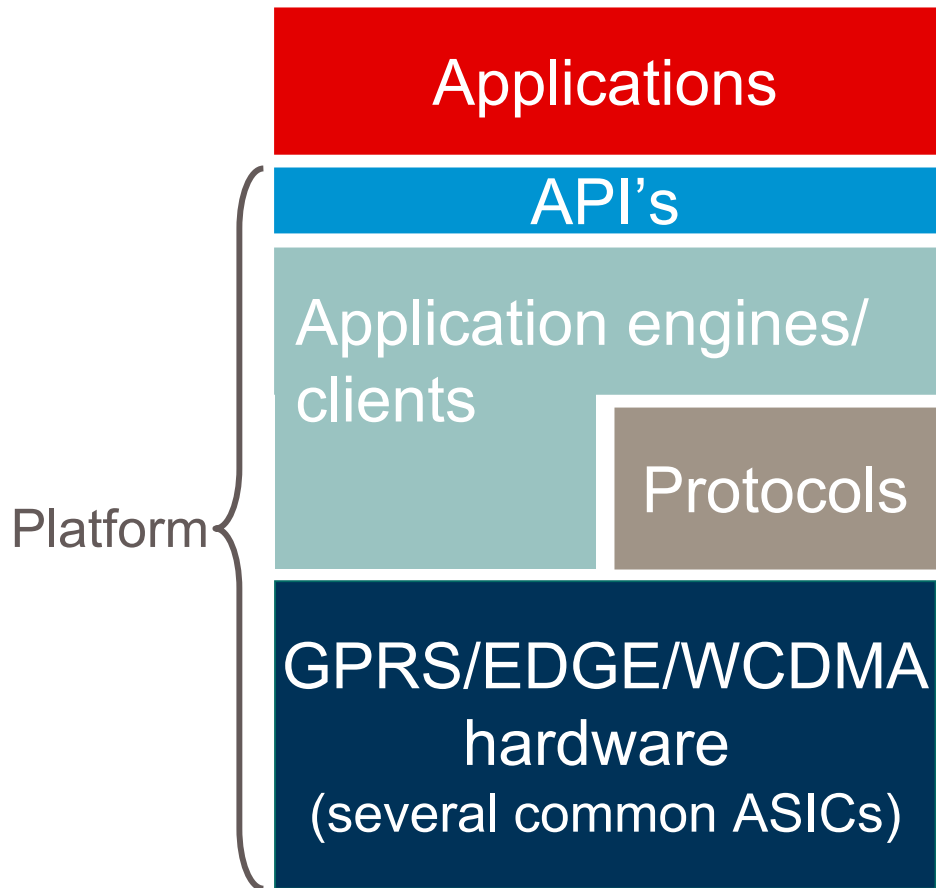 Applications
API’s
Application engines/
clients
Protocols
Platform
GPRS/EDGE/WCDMA
hardware
(several common ASICs)